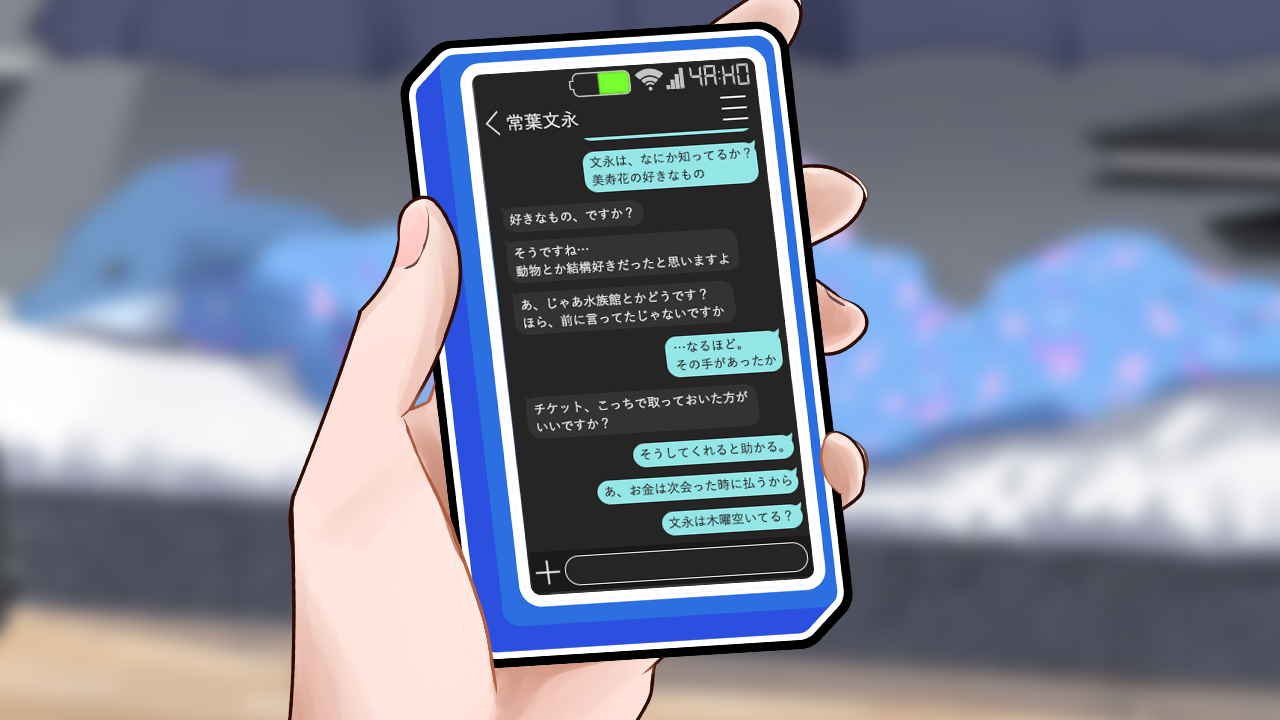 4A:HO
常葉文永
文永は、なにか知ってるか？
美寿花の好きなもの
好きなもの、ですか？
そうですね…
動物とか結構好きだったと思いますよ
あ、じゃあ水族館とかどうです？
ほら、前に言ってたじゃないですか
…なるほど。
その手があったか
チケット、こっちで取っておいた方が
いいですか？
そうしてくれると助かる。
あ、お金は次会った時に払うから
文永は木曜空いてる？